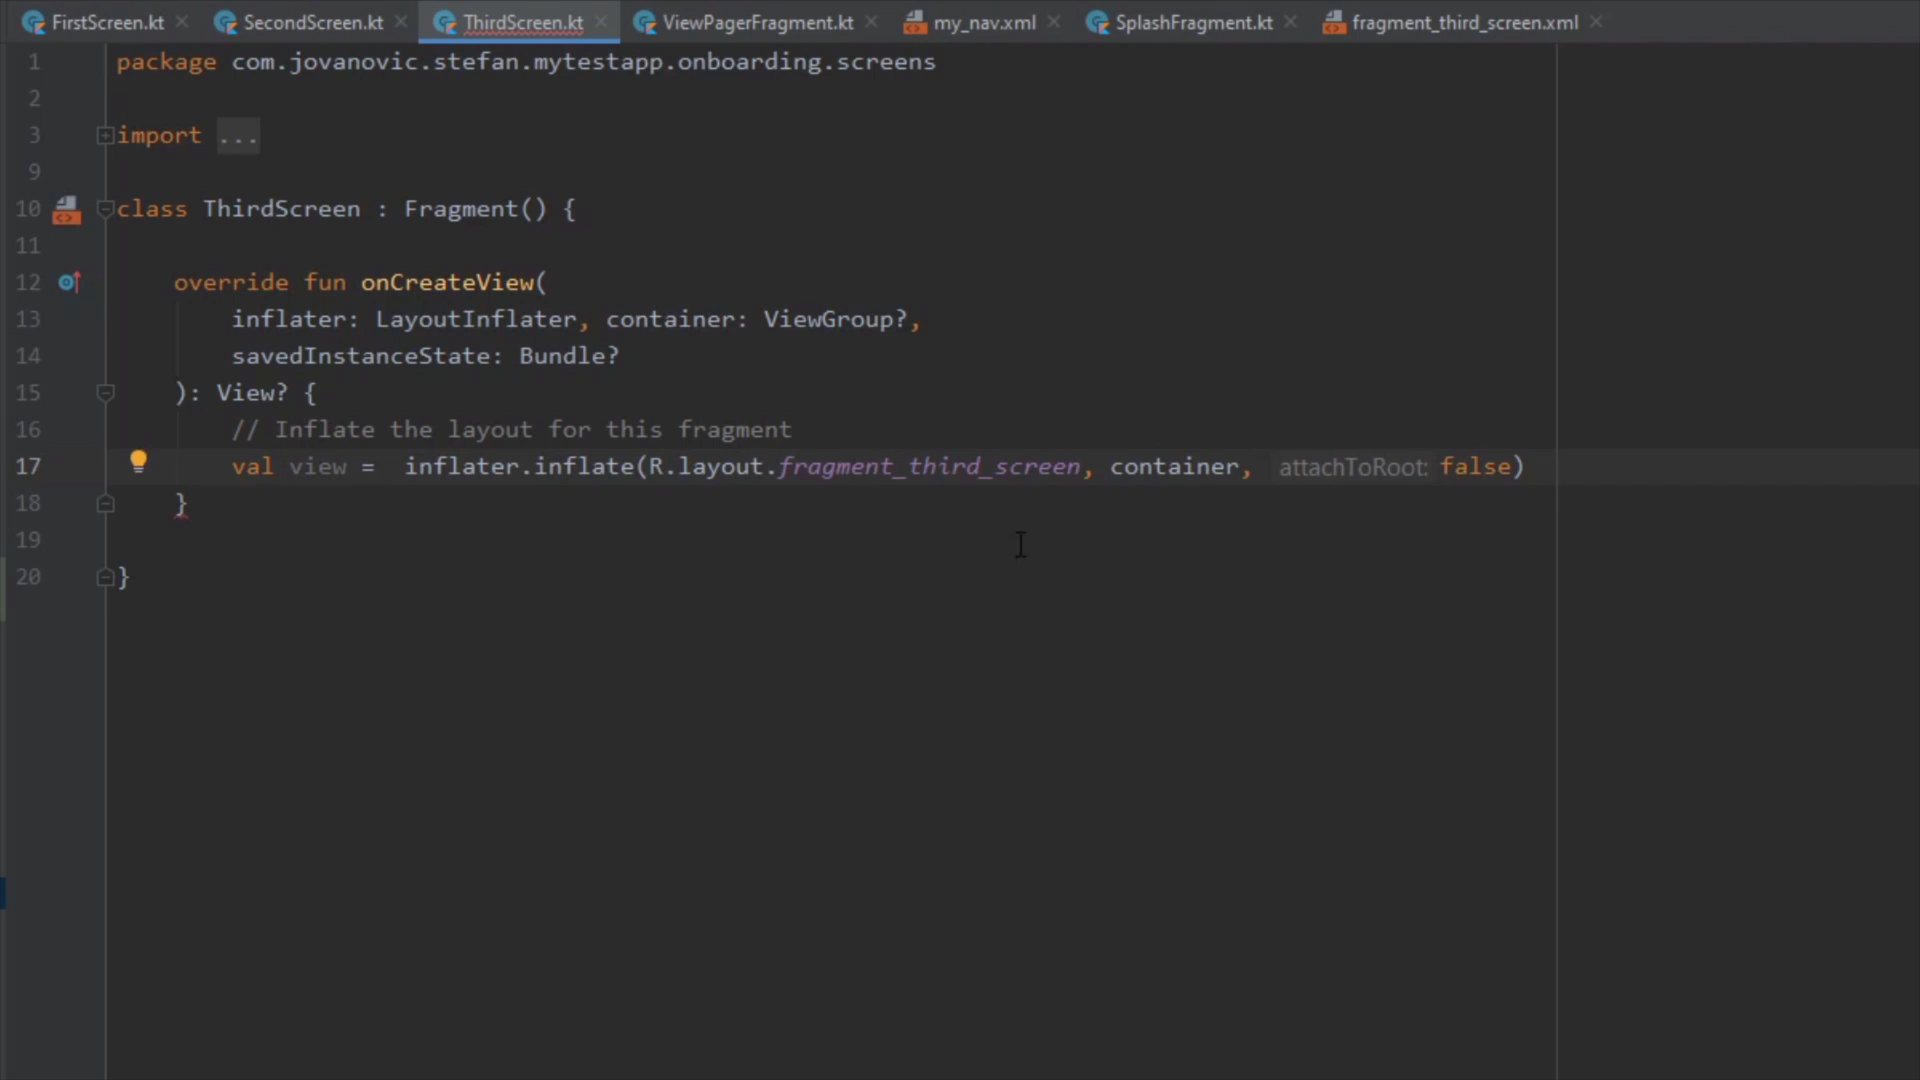 FirstScreen.kt SecondScreen.kt ThirdScreen.kt ViewPagerFragment.kt my_nav.xml SplashFragment.kt fragment_third_screen.xml
1 package com.jovanovic.stefan.mytestapp.onboarding.screens
2
3 import ...
9
10 class ThirdScreen : Fragment() {
11
12 override fun onCreateView(
13 inflater: LayoutInflater, container: ViewGroup?,
14 savedInstanceState: Bundle?
15 ): View? {
16 // Inflate the layout for this fragment
17 val view = inflater.inflate(R.layout.fragment_third_screen, container, attachToRoot: false)
18 }
19
20 }